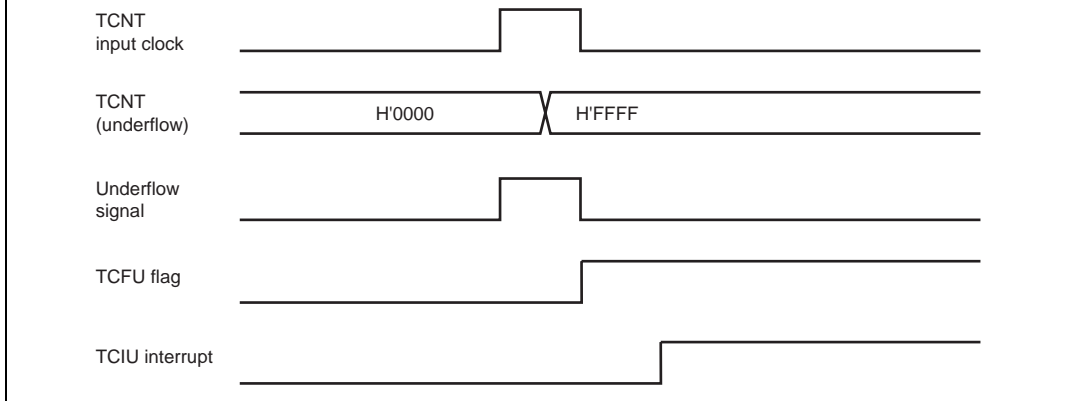 TCNT
input clock
TCNT
(underflow)
H'0000 H'FFFF
Underflow
signal
TCFU flag
TCIU interrupt